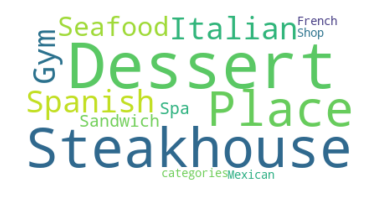 French
Seafood Italian Shop
Gym Dessert
Spanish Place
Sandwich Spa
Steakhouse
categories Mexican